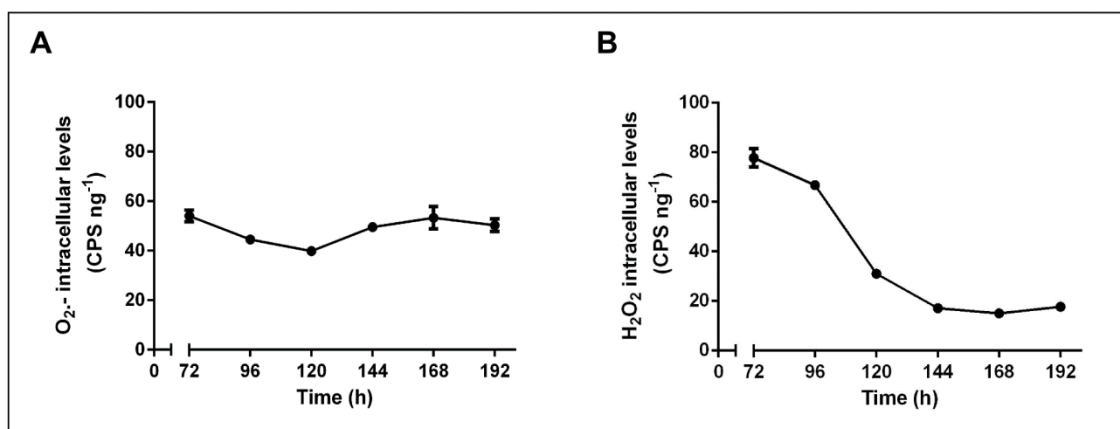 A
O₂·- intracellular levels
(CPS ng⁻¹)
100
80
60
40
20
0
0 72 96 120 144 168 192
Time (h)
B
H₂O₂ intracellular levels
(CPS ng⁻¹)
100
80
60
40
20
0
0 72 96 120 144 168 192
Time (h)